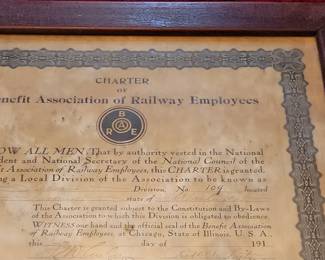 CHARTER
OF
enefit Association of Railway Employees
B
R A E
OW ALL MEN That by authority vested in the National
dent and National Secretary of the National Council of the
it Association of Railway Employees, this CHARTER is granted.
ng a Local Division of the Association to be known as
Division, No. 109 located
state of
This Charter is granted subject to the Constitution and By-Laws
of the Association to which this Division is obligated to obedience.
WITNESS our hand and the official seal of the Benefit Association
of Railway Employees, at Chicago, State of Illinois, U. S. A.,
this day of 191